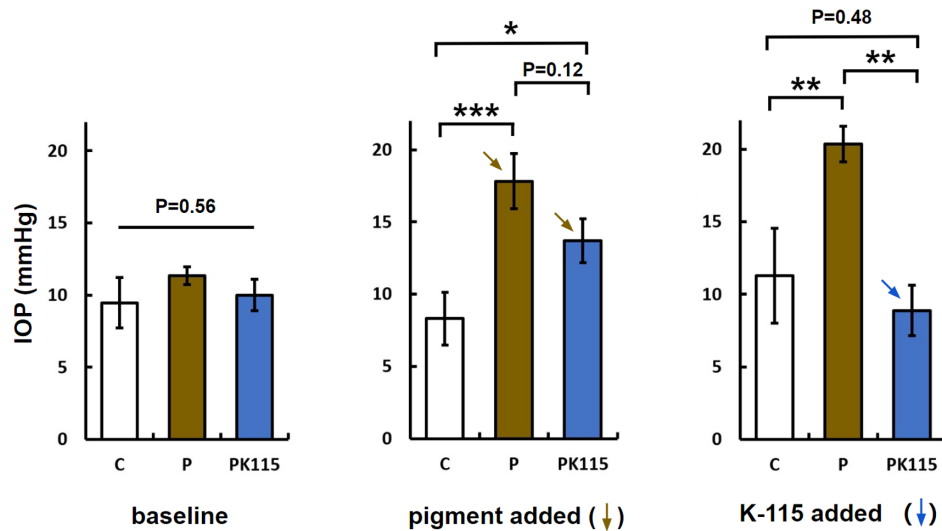 IOP (mmHg)
20
15
10
5
0
P=0.56
C P PK115
baseline
*
P=0.12
***
20
15
10
5
0
C P PK115
pigment added (↓)
P=0.48
**
**
20
15
10
5
0
C P PK115
K-115 added (↓)